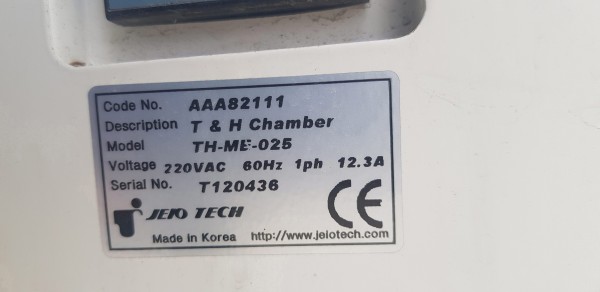 Code No. AAA82111
Description T & H Chamber
Model TH-ME-025
Voltage 220VAC 60Hz 1ph 12.3A
Serial No. T120436
JEIO TECH CE
Made in Korea http://www.jeiotech.com